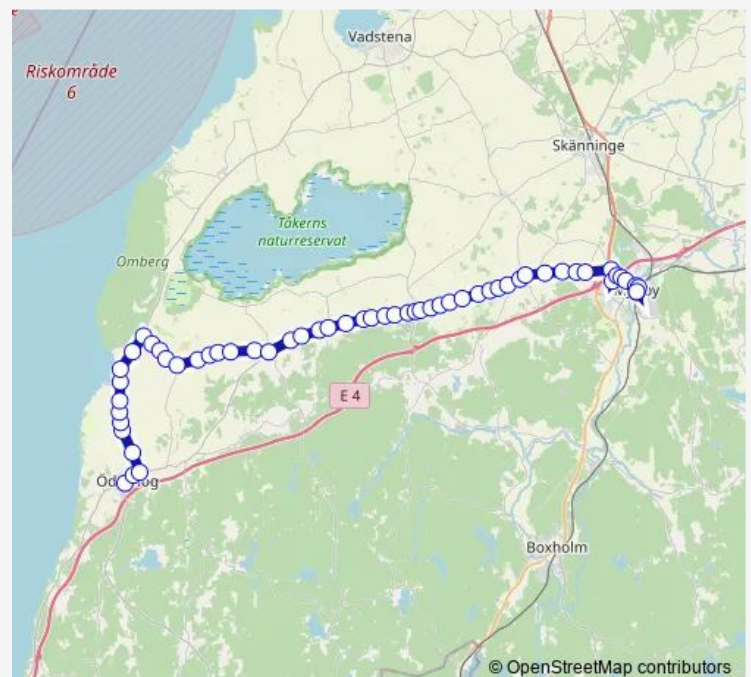 Vadstena
Riskområde
6
Skänninge
Tåkerns
naturreservat
Omberg
E 4
Boxholm
© OpenStreetMap contributors